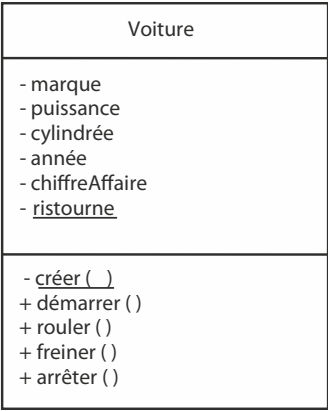 Voiture
- marque
- puissance
- cylindrée
- année
- chiffreAffaire
- ristourne
- créer ( )
+ démarrer ( )
+ rouler ( )
+ freiner ( )
+ arrêter ( )